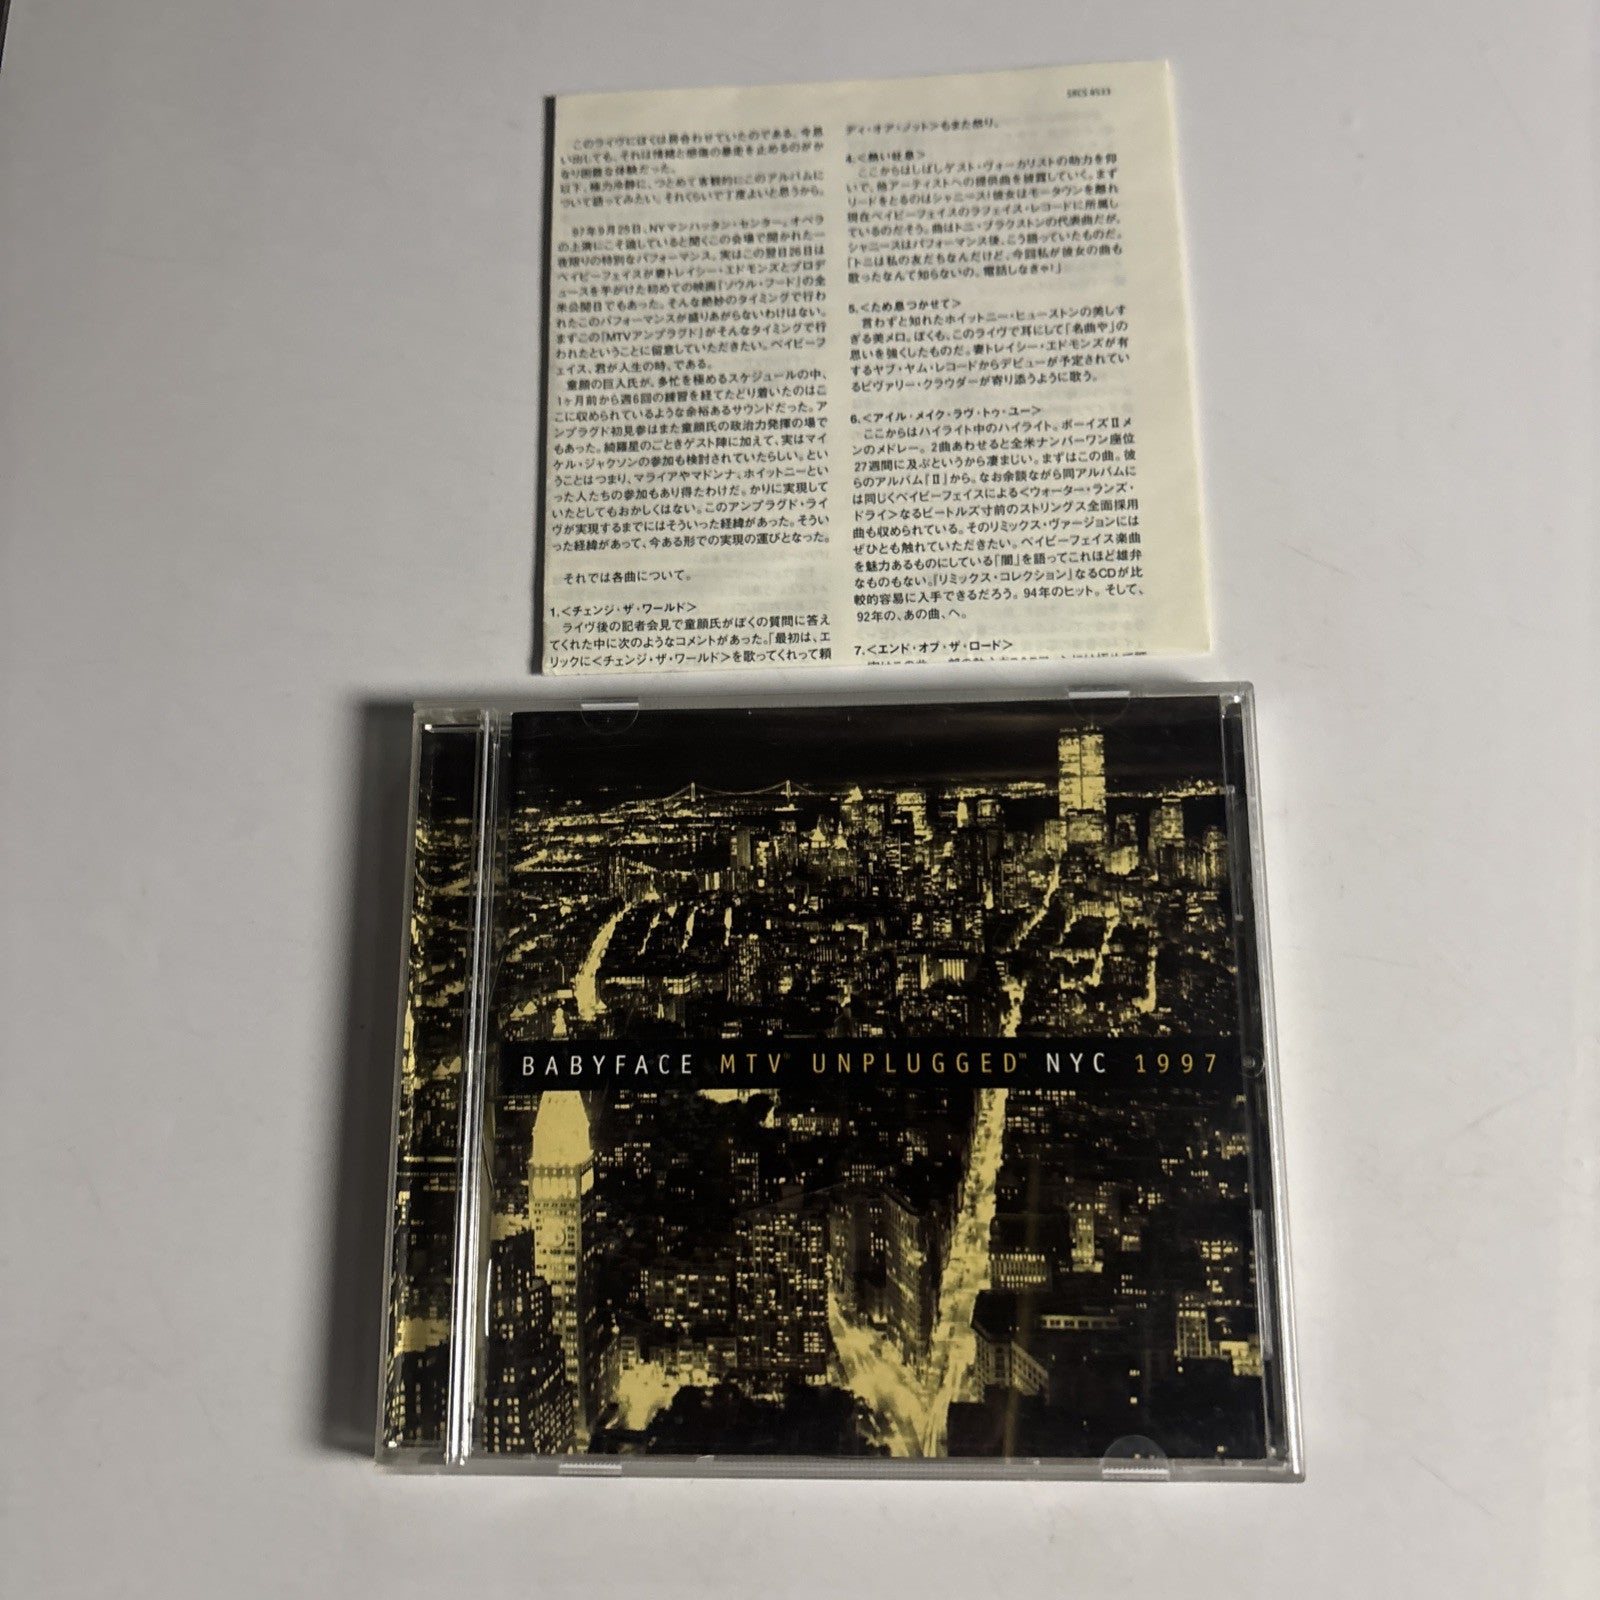 SRCS 8533
このライヴにぼくは居合わせていたのである。今思
い出しても、それは情緒と感傷の暴走を止めるのがか
なり困難な体験だった。
以下、極力冷静に、つとめて客観的にこのアルバムに
ついて語ってみたい。それくらいで丁度よいと思うから。
97年9月25日、NYマンハッタン・センター。オペラ
の上演にこそ適していると聞くこの会場で開かれた一
夜限りの特別なパフォーマンス。実はこの翌日26日は
ベイビーフェイスが妻トレイシー・エドモンズとプロデ
ュースを手がけた初めての映画『ソウル・フード』の全
米公開日でもあった。そんな絶妙のタイミングで行わ
れたこのパフォーマンスが盛りあがらないわけはない。
まずこの『MTVアンプラグド』がそんなタイミングで行
われたということに留意していただきたい。ベイビーフ
ェイス、君が人生の時、である。
童顔の巨人氏が、多忙を極めるスケジュールの中、
1ヶ月前から週6回の練習を経てたどり着いたのはこ
こに収められているような余裕あるサウンドだった。ア
ンプラグド初見参はまた童顔氏の政治力発揮の場で
もあった。綺羅星のごときゲスト陣に加えて、実はマイ
ケル・ジャクソンの参加も検討されていたらしい。とい
うことはつまり、マライアやマドンナ、ホイットニーとい
った人たちの参加もあり得たわけだ。かりに実現して
いたとしてもおかしくはない。このアンプラグド・ライ
ヴが実現するまでにはそういった経緯があった。そうい
った経緯があって、今ある形での実現の運びとなった。
それでは各曲について。
1.<チェンジ・ザ・ワールド>
ライヴ後の記者会見で童顔氏がぼくの質問に答え
てくれた中に次のようなコメントがあった。「最初は、エ
リックに<チェンジ・ザ・ワールド>を歌ってくれって頼
ディ・オア・ノット>もまた然り。
4.<熱い吐息>
ここからはしばしゲスト・ヴォーカリストの助力を仰
いで、他アーティストへの提供曲を披露していく。まず
リードをとるのはシャニース!彼女はモータウンを離れ
現在ベイビーフェイスのラフェイス・レコードに所属し
ているのだそう。曲はトニ・ブラクストンの代表曲だが、
シャニースはパフォーマンス後、こう語っていたものだ。
「トニは私の友だちなんだけど、今回私が彼女の曲も
歌ったなんて知らないの。電話しなきゃ!」
5.<ため息つかせて>
言わずと知れたホイットニー・ヒューストンの美しす
ぎる美メロ。ぼくも、このライヴで耳にして「名曲や」の
思いを強くしたものだ。妻トレイシー・エドモンズが有
するヤブ・ヤム・レコードからデビューが予定されてい
るビヴァリー・クラウダーが寄り添うように歌う。
6.<アイル・メイク・ラヴ・トゥ・ユー>
ここからはハイライト中のハイライト。ボーイズⅡメ
ンのメドレー。2曲あわせると全米ナンバーワン座位
27週間に及ぶというから凄まじい。まずはこの曲。彼
らのアルバム『Ⅱ』から。なお余談ながら同アルバムに
は同じくベイビーフェイスによる<ウォーター・ランズ・
ドライ>なるビートルズ寸前のストリングス全面採用
曲も収められている。そのリミックス・ヴァージョンには
ぜひとも触れていただきたい。ベイビーフェイス楽曲
を魅力あるものにしている「闇」を語ってこれほど雄弁
なものもない。『リミックス・コレクション』なるCDが比
較的容易に入手できるだろう。94年のヒット。そして、
92年の、あの曲、へ。
7.<エンド・オブ・ザ・ロード>
BABYFACE MTV® UNPLUGGED™ NYC 1997